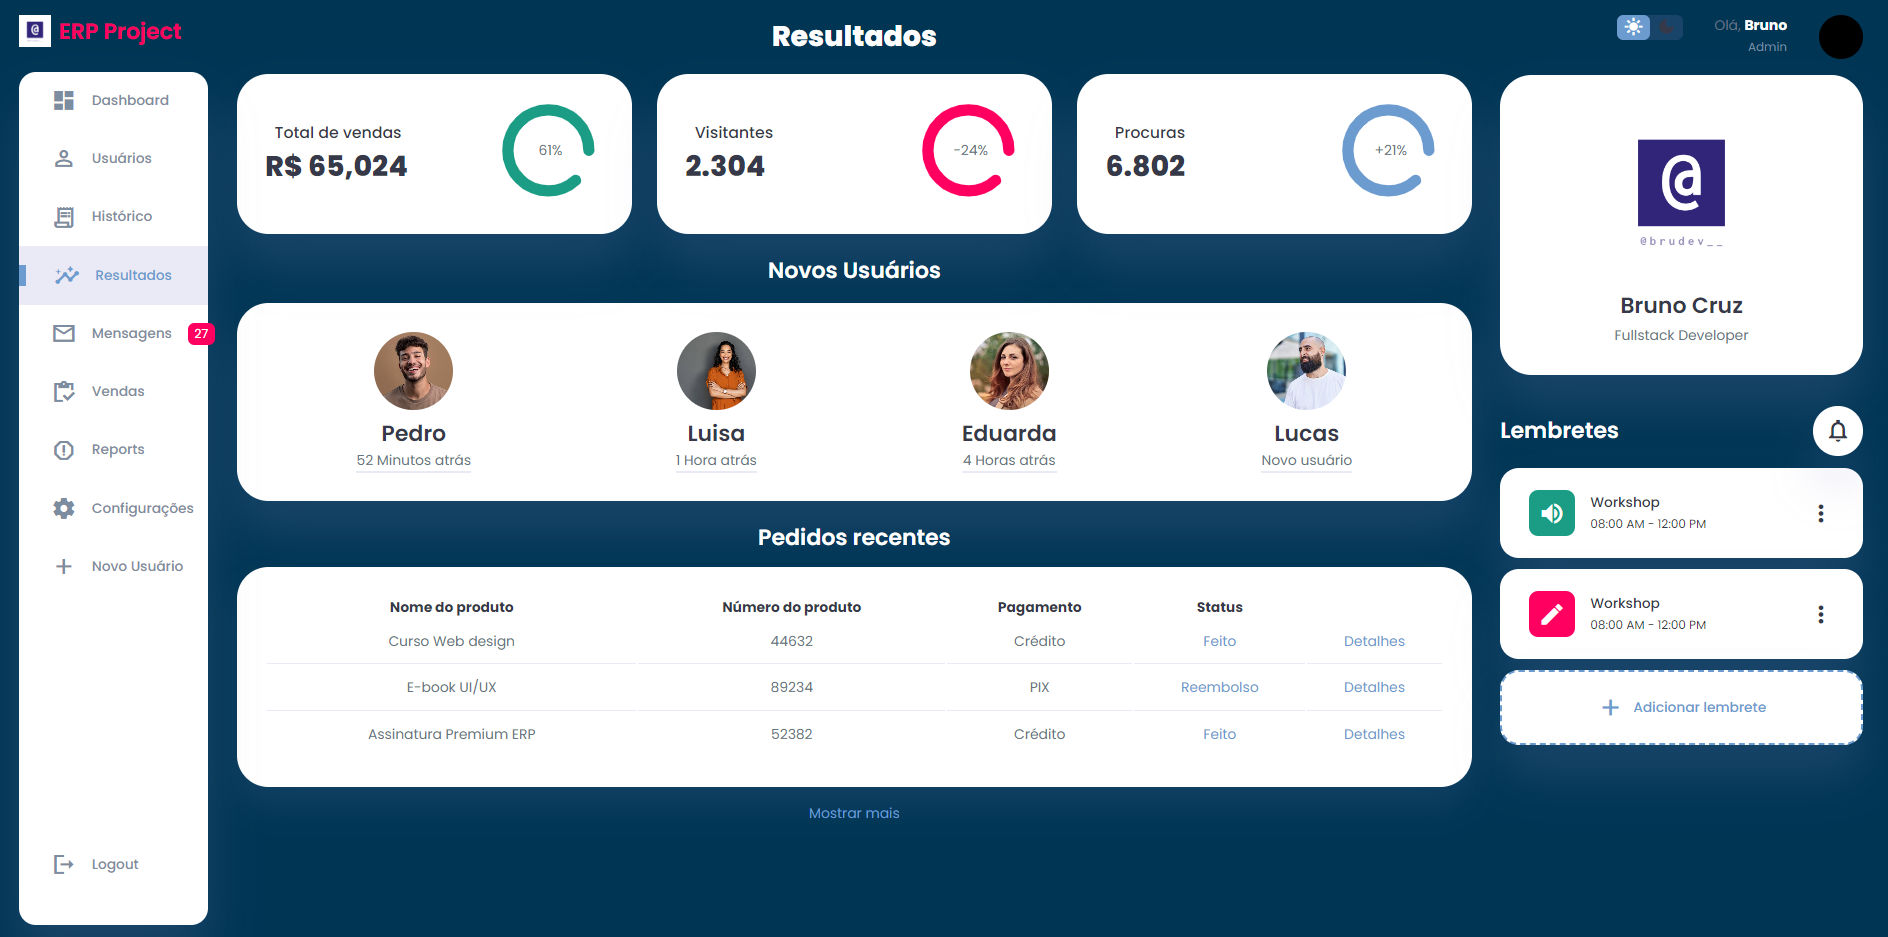 @
ERP Project
Resultados
Olá, Bruno
Admin
Dashboard
Usuários
Histórico
Resultados
Mensagens 27
Vendas
Reports
Configurações
Novo Usuário
Logout
Total de vendas
R$ 65,024
61%
Visitantes
2.304
-24%
Procuras
6.802
+21%
Novos Usuários
Pedro
52 Minutos atrás
Luisa
1 Hora atrás
Eduarda
4 Horas atrás
Lucas
Novo usuário
Pedidos recentes
Nome do produto Número do produto Pagamento Status
Curso Web design 44632 Crédito Feito Detalhes
E-book UI/UX 89234 PIX Reembolso Detalhes
Assinatura Premium ERP 52382 Crédito Feito Detalhes
Mostrar mais
@
@brudev__
Bruno Cruz
Fullstack Developer
Lembretes
Workshop
08:00 AM - 12:00 PM
Workshop
08:00 AM - 12:00 PM
Adicionar lembrete